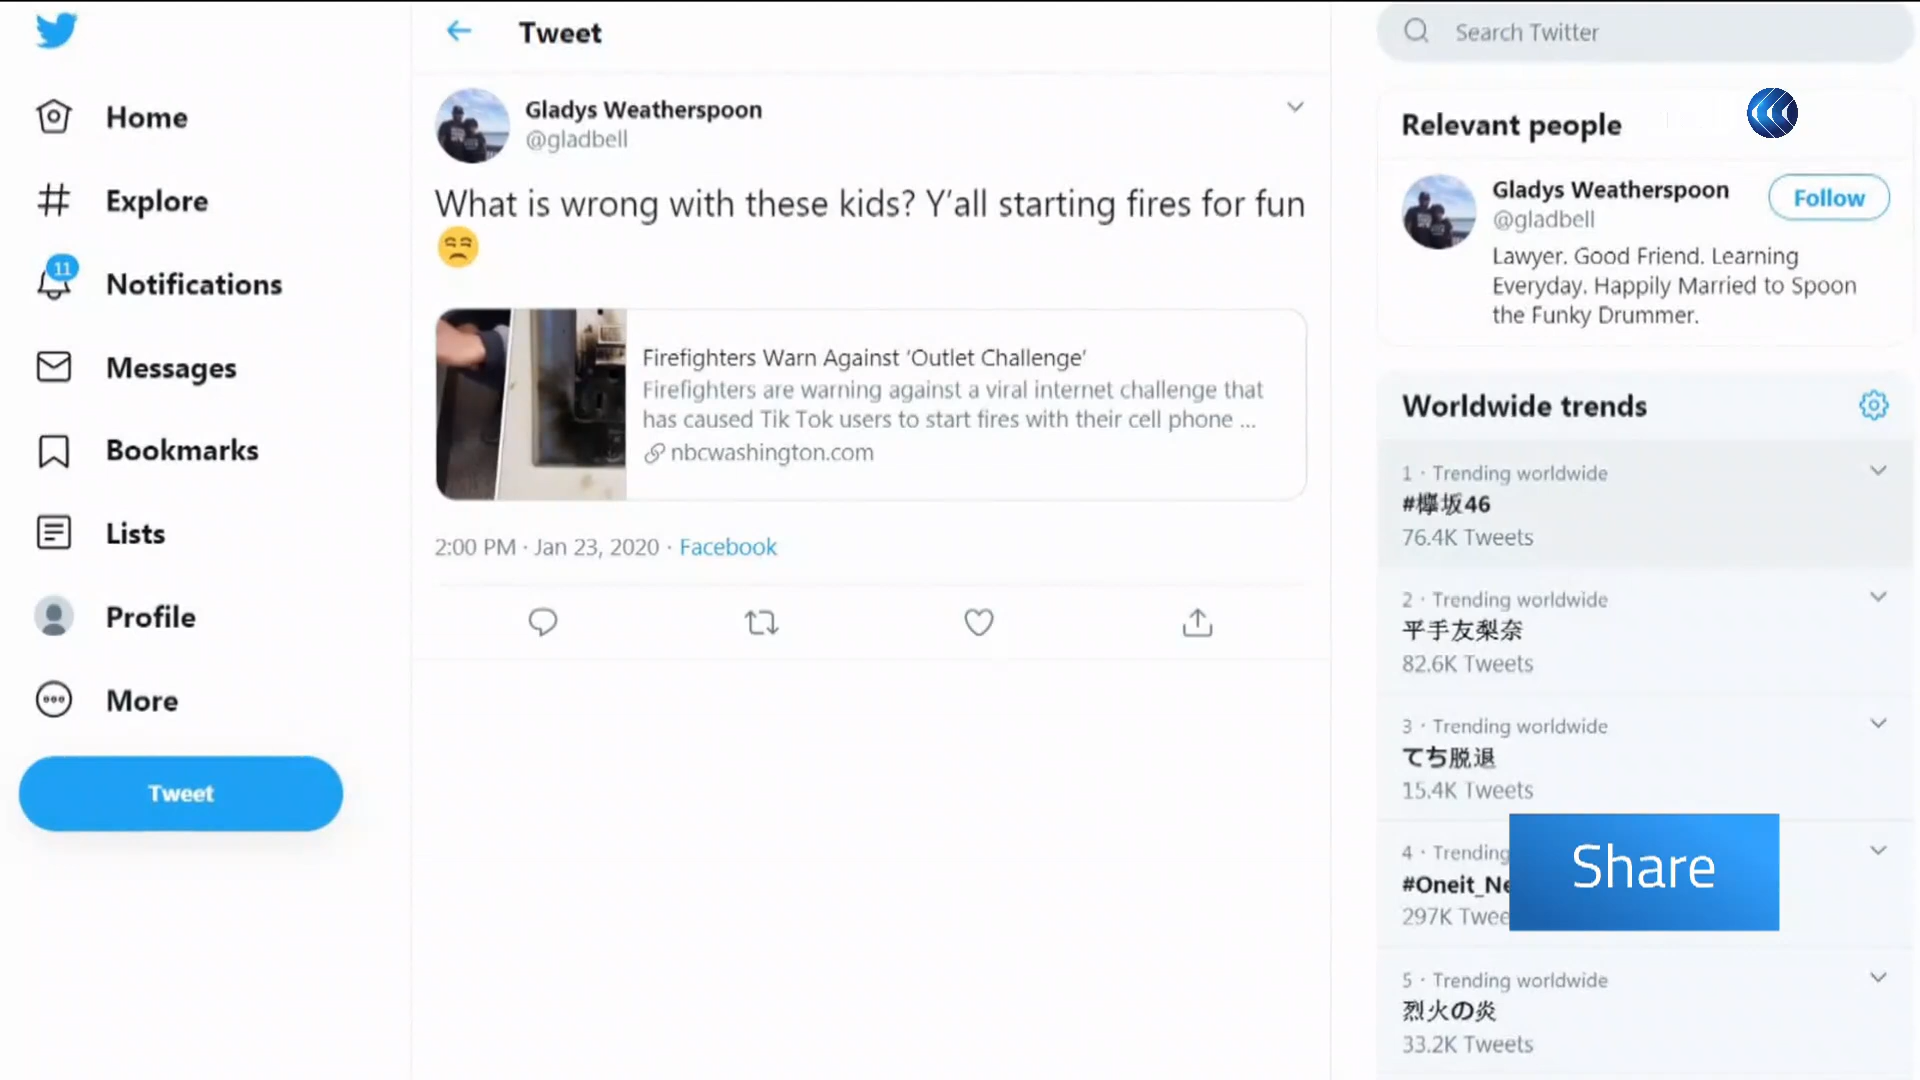 Tweet
Search Twitter
Home
Explore
11
Notifications
Messages
Bookmarks
Lists
Profile
More
Tweet
Gladys Weatherspoon
@gladbell
What is wrong with these kids? Y'all starting fires for fun
Firefighters Warn Against 'Outlet Challenge'
Firefighters are warning against a viral internet challenge that
has caused Tik Tok users to start fires with their cell phone ...
nbcwashington.com
2:00 PM · Jan 23, 2020 · Facebook
Relevant people
Gladys Weatherspoon
@gladbell
Follow
Lawyer. Good Friend. Learning
Everyday. Happily Married to Spoon
the Funky Drummer.
Worldwide trends
1 · Trending worldwide
#欅坂46
76.4K Tweets
2 · Trending worldwide
平手友梨奈
82.6K Tweets
3 · Trending worldwide
てち脱退
15.4K Tweets
4 · Trending
#Oneit_Ne
297K Twee
Share
5 · Trending worldwide
烈火の炎
33.2K Tweets